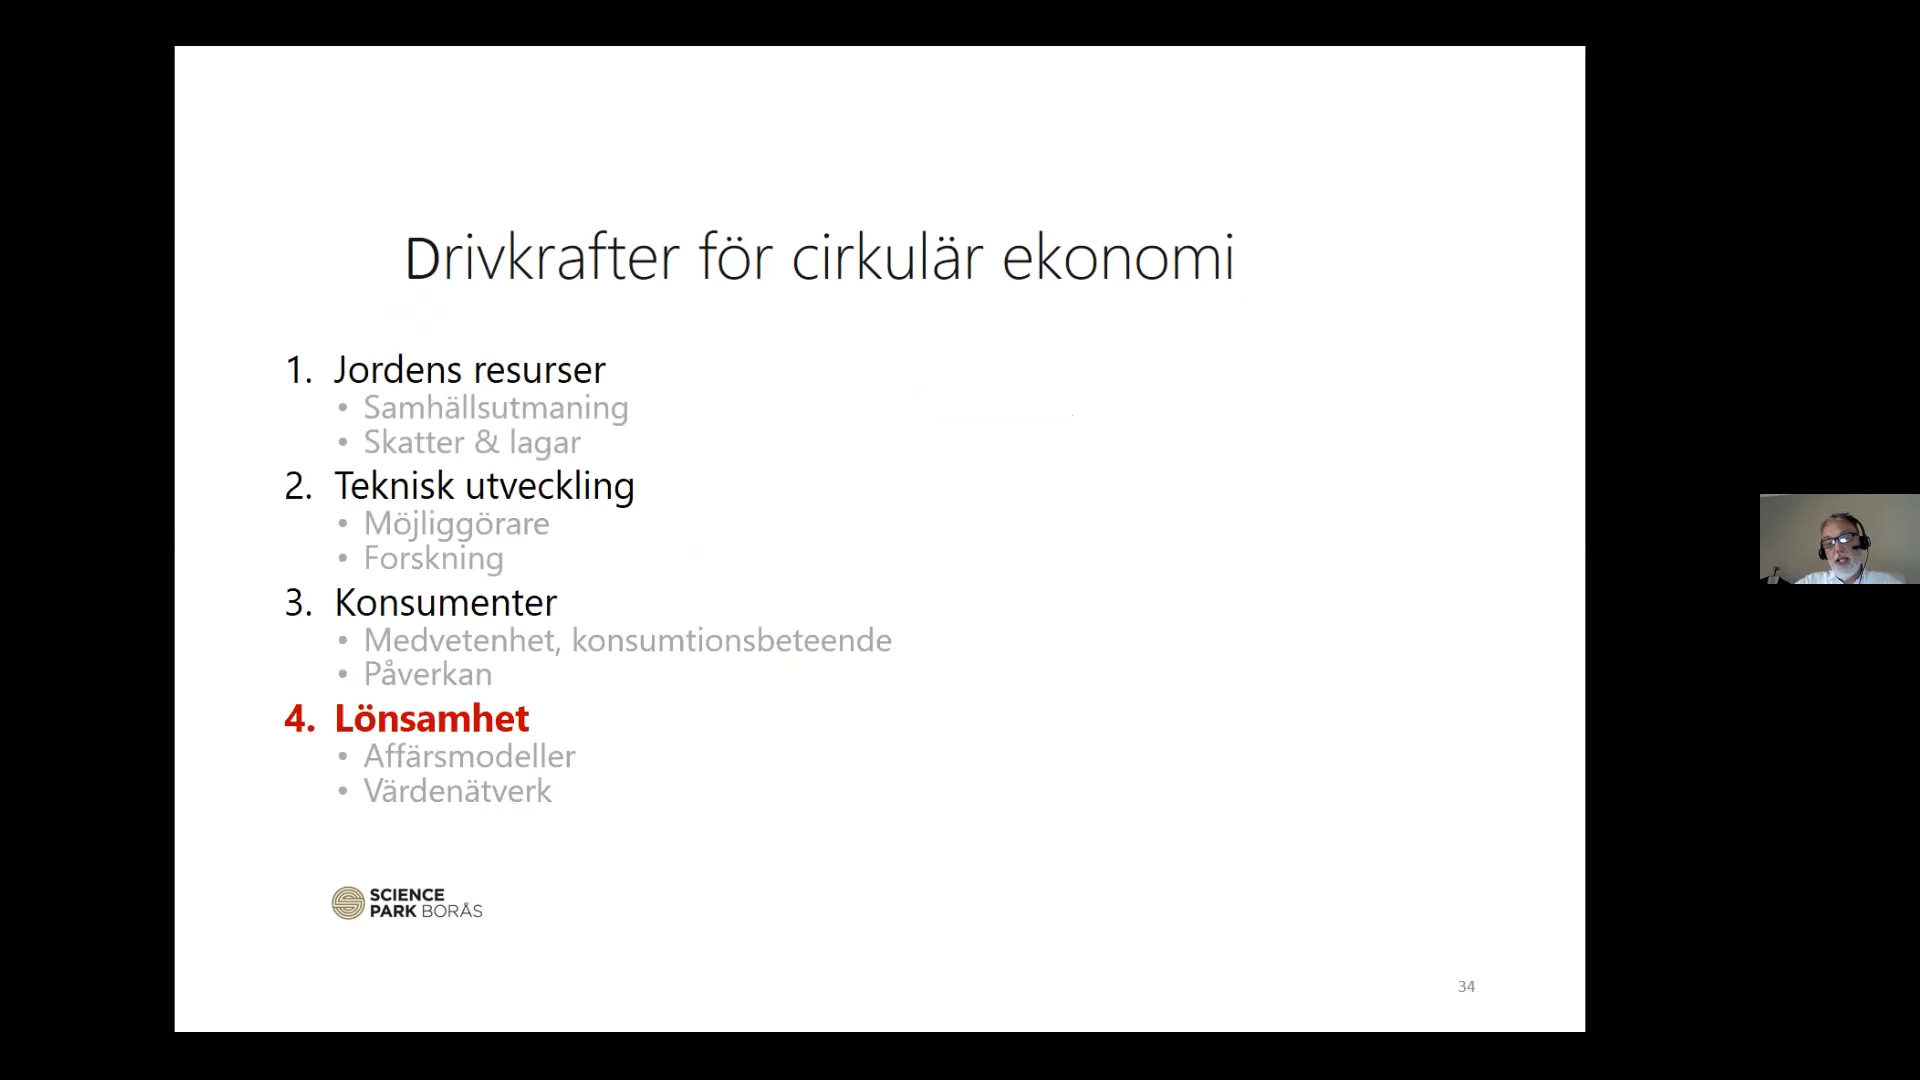 Drivkrafter för cirkulär ekonomi
1. Jordens resurser
• Samhällsutmaning
• Skatter & lagar
2. Teknisk utveckling
• Möjliggörare
• Forskning
3. Konsumenter
• Medvetenhet, konsumtionsbeteende
• Påverkan
4. Lönsamhet
• Affärsmodeller
• Värdenätverk
SCIENCE
PARK BORÅS
34